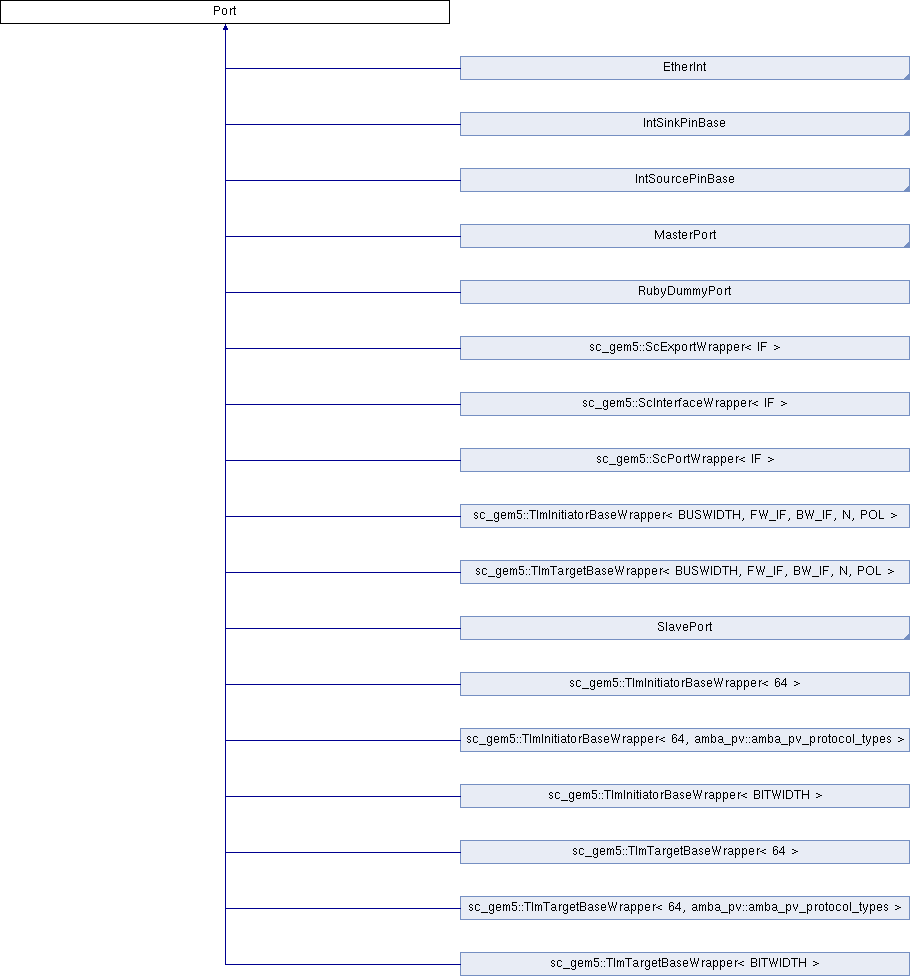 Port
EtherInt
IntSinkPinBase
IntSourcePinBase
MasterPort
RubyDummyPort
sc_gem5::ScExportWrapper< IF >
sc_gem5::ScInterfaceWrapper< IF >
sc_gem5::ScPortWrapper< IF >
sc_gem5::TlmInitiatorBaseWrapper< BUSWIDTH, FW_IF, BW_IF, N, POL >
sc_gem5::TlmTargetBaseWrapper< BUSWIDTH, FW_IF, BW_IF, N, POL >
SlavePort
sc_gem5::TlmInitiatorBaseWrapper< 64 >
sc_gem5::TlmInitiatorBaseWrapper< 64, amba_pv::amba_pv_protocol_types >
sc_gem5::TlmInitiatorBaseWrapper< BITWIDTH >
sc_gem5::TlmTargetBaseWrapper< 64 >
sc_gem5::TlmTargetBaseWrapper< 64, amba_pv::amba_pv_protocol_types >
sc_gem5::TlmTargetBaseWrapper< BITWIDTH >